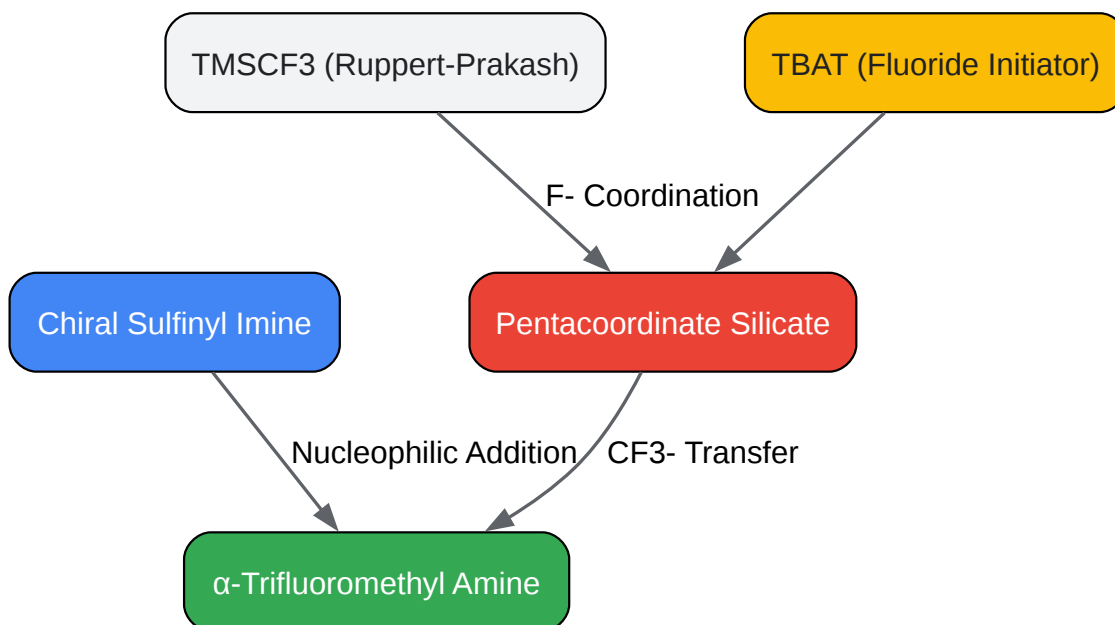 TMSCF3 (Ruppert-Prakash)
TBAT (Fluoride Initiator)
F- Coordination
Chiral Sulfinyl Imine
Pentacoordinate Silicate
Nucleophilic Addition
CF3- Transfer
α-Trifluoromethyl Amine